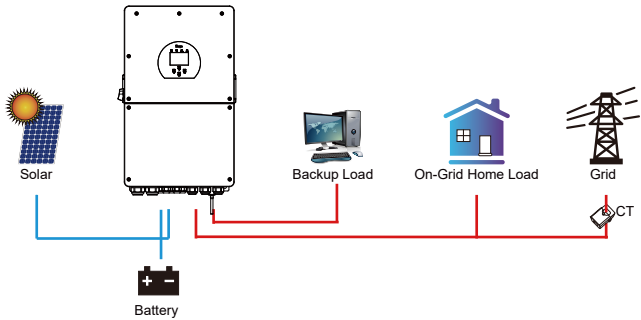 Solar
Backup Load
On-Grid Home Load
Grid
CT
Battery